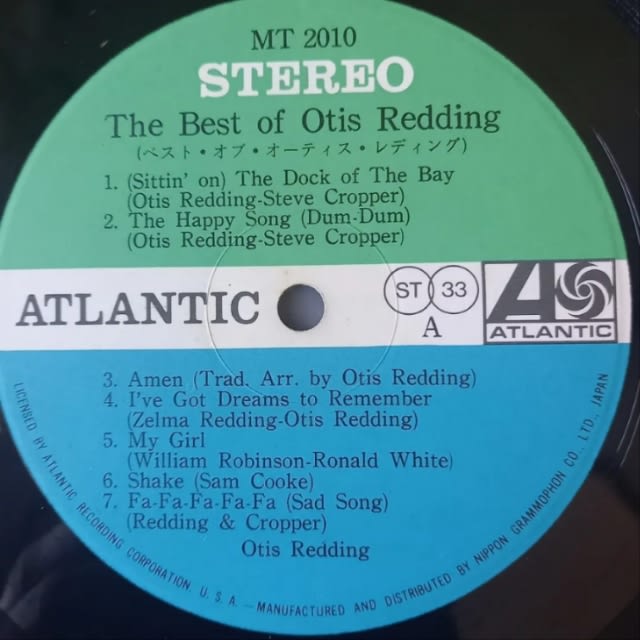 MT 2010
STEREO
The Best of Otis Redding
(ベスト・オブ・オーティス・レディング)
1. (Sittin' on) The Dock of The Bay
(Otis Redding-Steve Cropper)
2. The Happy Song (Dum-Dum)
(Otis Redding-Steve Cropper)
ATLANTIC
ST 33
A
ATLANTIC
3. Amen (Trad. Arr. by Otis Redding)
4. I've Got Dreams to Remember
(Zelma Redding-Otis Redding)
5. My Girl
(William Robinson-Ronald White)
6. Shake (Sam Cooke)
7. Fa-Fa-Fa-Fa-Fa (Sad Song)
(Redding & Cropper)
Otis Redding
LICENSED BY ATLANTIC RECORDING CORPORATION U.S.A.—MANUFACTURED AND DISTRIBUTED BY NIPPON GRAMMOPHON CO., LTD., JAPAN